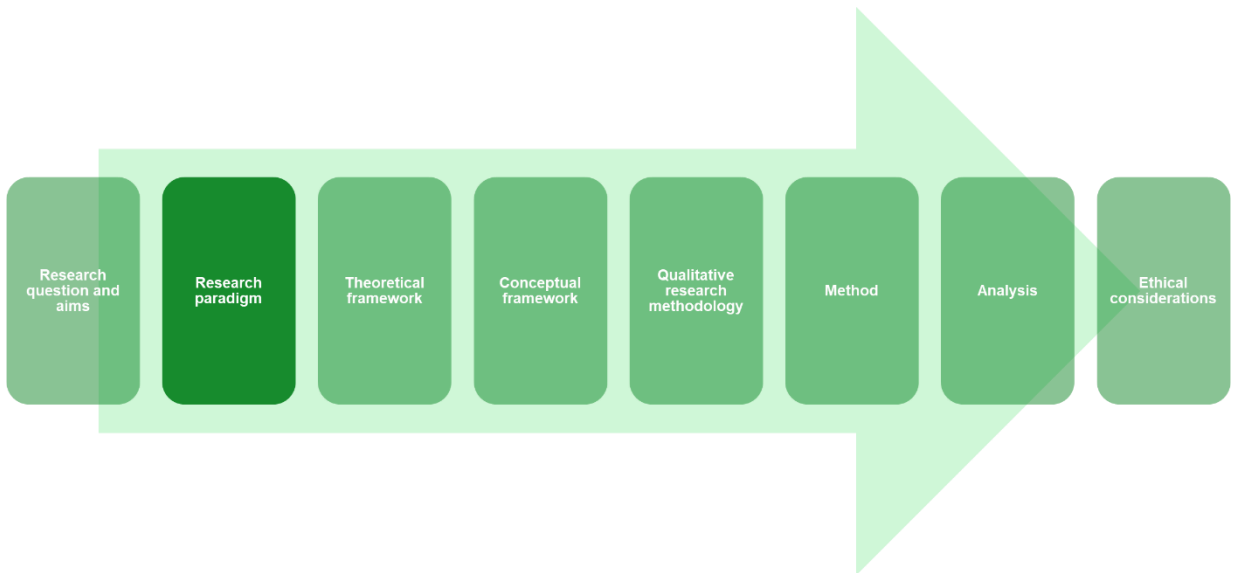 Research
question and
aims
Research
paradigm
Theoretical
framework
Conceptual
framework
Qualitative
research
methodology
Method
Analysis
Ethical
considerations